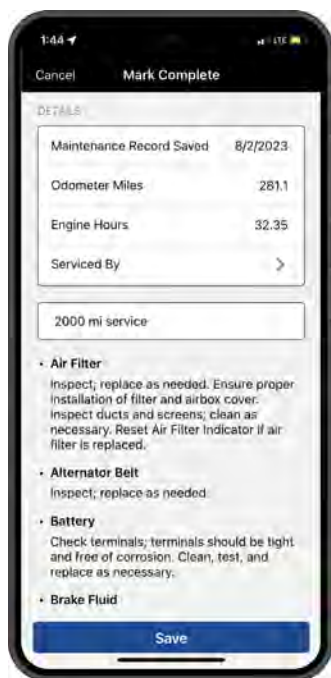 1:44
LTE
Cancel Mark Complete
DETAILS
Maintenance Record Saved 8/2/2023
Odometer Miles 281.1
Engine Hours 32.35
Serviced By
2000 mi service
• Air Filter
Inspect; replace as needed. Ensure proper
installation of filter and airbox cover.
Inspect ducts and screens; clean as
necessary. Reset Air Filter Indicator if air
filter is replaced.
• Alternator Belt
Inspect; replace as needed.
• Battery
Check terminals; terminals should be tight
and free of corrosion. Clean, test, and
replace as necessary.
• Brake Fluid
Save